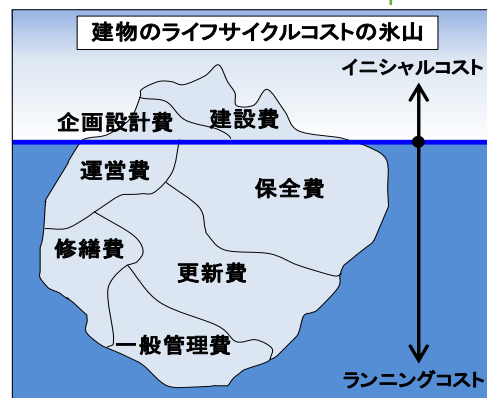 建物のライフサイクルコストの氷山
イニシャルコスト
企画設計費
建設費
運営費
保全費
修繕費
更新費
一般管理費
ランニングコスト